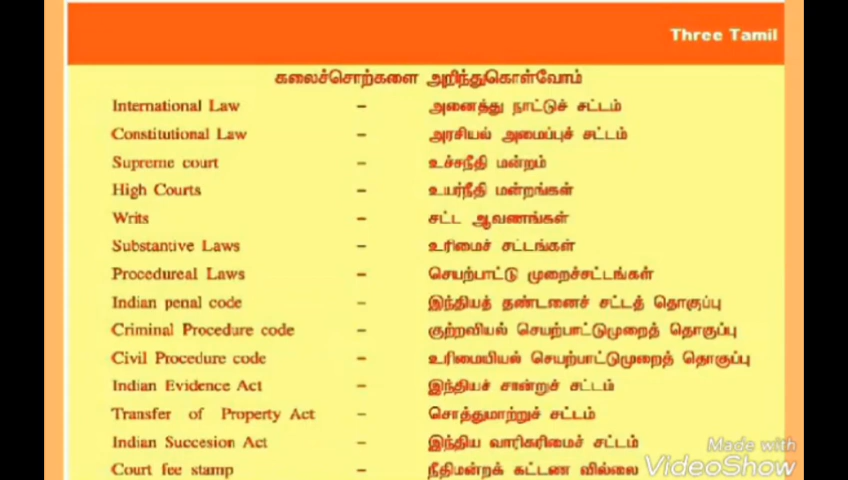 Three Tamil
கலைச்சொற்களை அறிந்துகொள்வோம்
International Law – அனைத்து நாட்டுச் சட்டம்
Constitutional Law – அரசியல் அமைப்புச் சட்டம்
Supreme court – உச்சநீதி மன்றம்
High Courts – உயர்நீதி மன்றங்கள்
Writs – சட்ட ஆவணங்கள்
Substantive Laws – உரிமைச் சட்டங்கள்
Procedureal Laws – செயற்பாட்டு முறைச்சட்டங்கள்
Indian penal code – இந்தியத் தண்டனைச் சட்டத் தொகுப்பு
Criminal Procedure code – குற்றவியல் செயற்பாட்டுமுறைத் தொகுப்பு
Civil Procedure code – உரிமையியல் செயற்பாட்டுமுறைத் தொகுப்பு
Indian Evidence Act – இந்தியச் சான்றுச் சட்டம்
Transfer of Property Act – சொத்துமாற்றுச் சட்டம்
Indian Succesion Act – இந்திய வாரிசுரிமைச் சட்டம்
Court fee stamp – நீதிமன்றக் கட்டண வில்லை
Made with
VideoShow